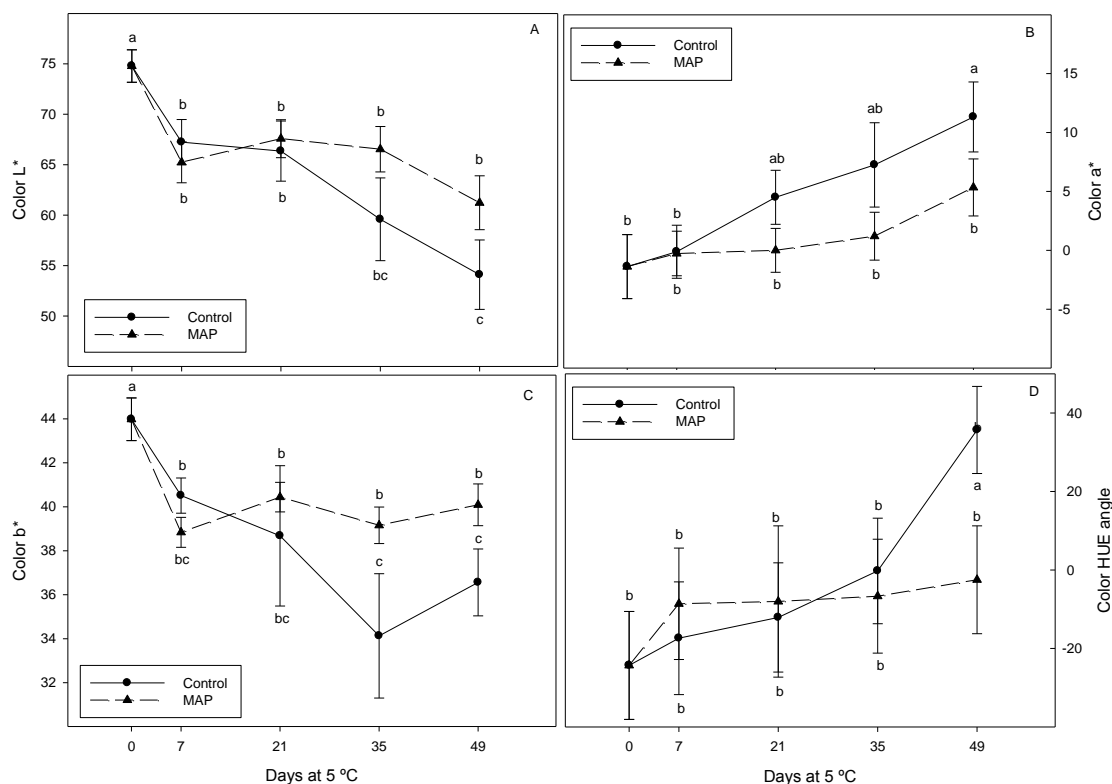 A
a
75
b
b
b
b
70
65
b
b
60
bc
55
c
50
Color L*
Control
MAP
B
Control
MAP
a
ab
ab
b
b
b
b
b
b
15
10
5
0
-5
Color a*
C
a
44
b
b
b
b
42
40
bc
bc
c
c
38
36
34
32
Color b*
Control
MAP
0
7
21
35
49
Days at 5 ºC
D
Control
MAP
40
20
0
-20
b
b
b
b
b
a
b
b
b
Color HUE angle
0
7
21
35
49
Days at 5 ºC